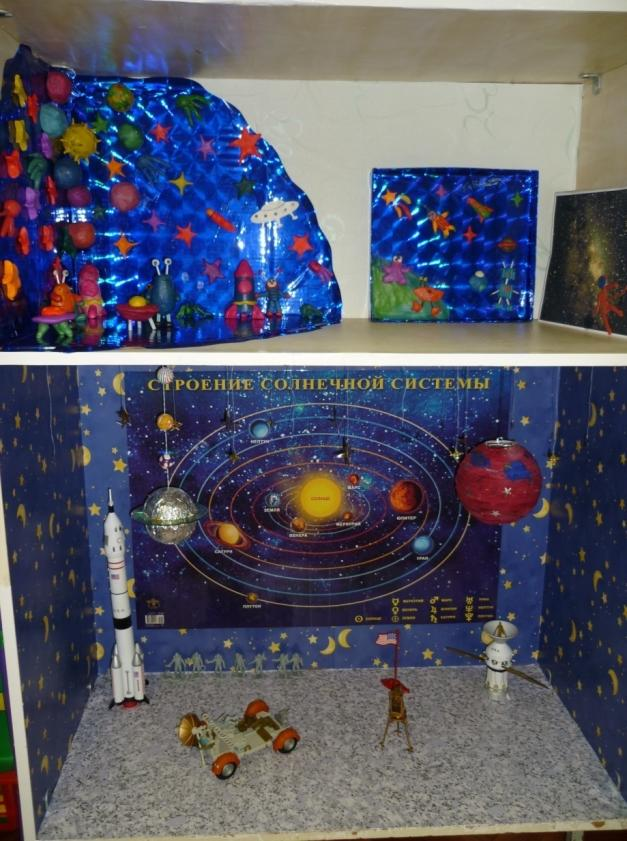 СТРОЕНИЕ СОЛНЕЧНОЙ СИСТЕМЫ
НЕПТУН
МАРС
СОЛНЦЕ
ЗЕМЛЯ
ЮПИТЕР
МЕРКУРИЙ
ВЕНЕРА
САТУРН
УРАН
ПЛУТОН